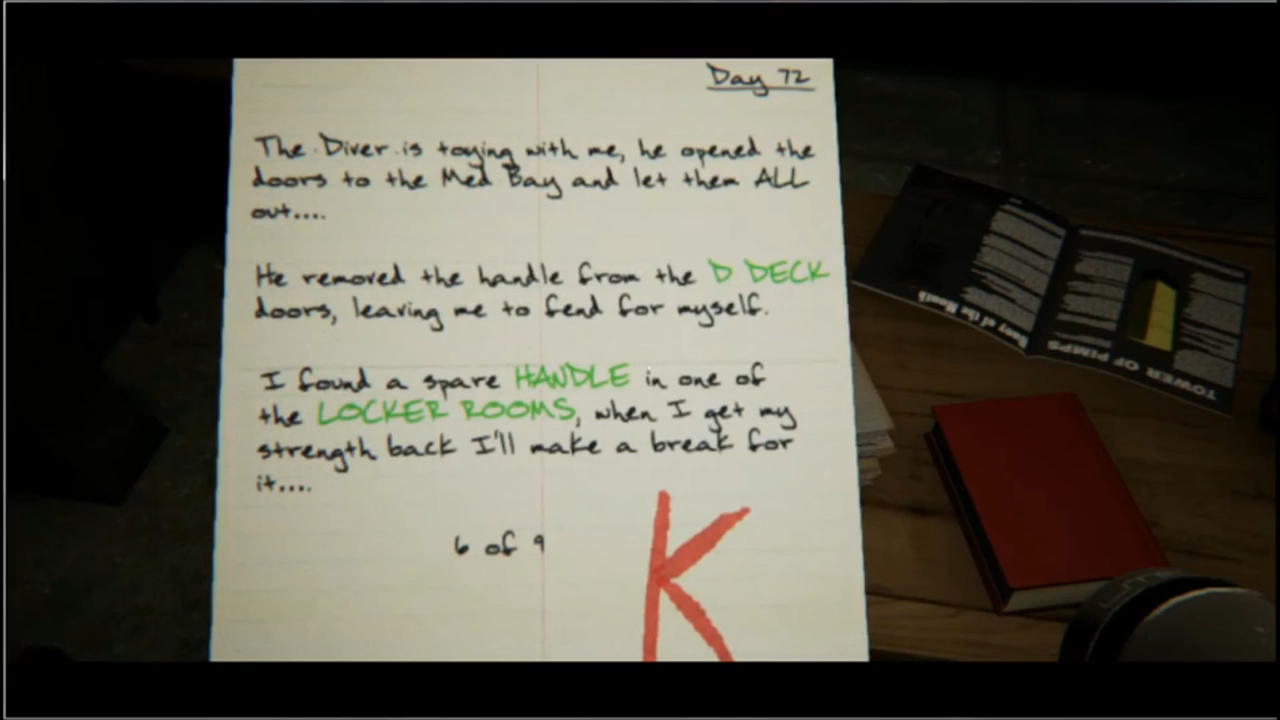 Day 72
The Diver is toying with me, he opened the
doors to the Med Bay and let them ALL
out....
He removed the handle from the D DECK
doors, leaving me to fend for myself.
I found a spare HANDLE in one of
the LOCKER ROOMS, when I get my
strength back I'll make a break for
it....
6 of 9
K
TOWER OF PIMPS